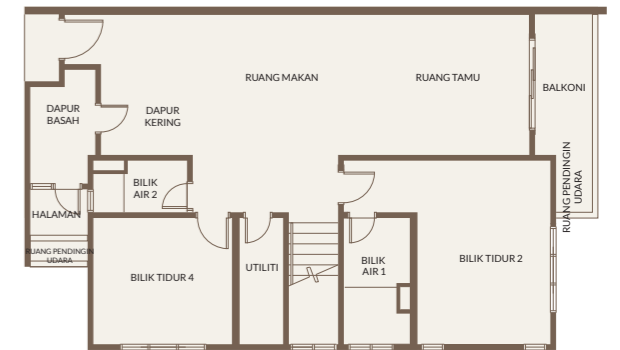 RUANG MAKAN
RUANG TAMU
BALKONI
DAPUR
BASAH
DAPUR
KERING
RUANG PENDINGIN
UDARA
BILIK
AIR 2
HALAMAN
RUANG PENDINGIN
UDARA
BILIK TIDUR 4
UTILITI
BILIK
AIR 1
BILIK TIDUR 2